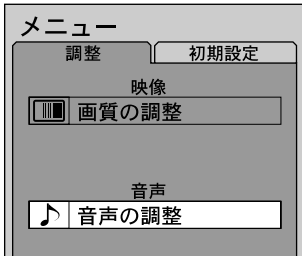 メニュー
調整 初期設定
映像
画質の調整
音声
音声の調整